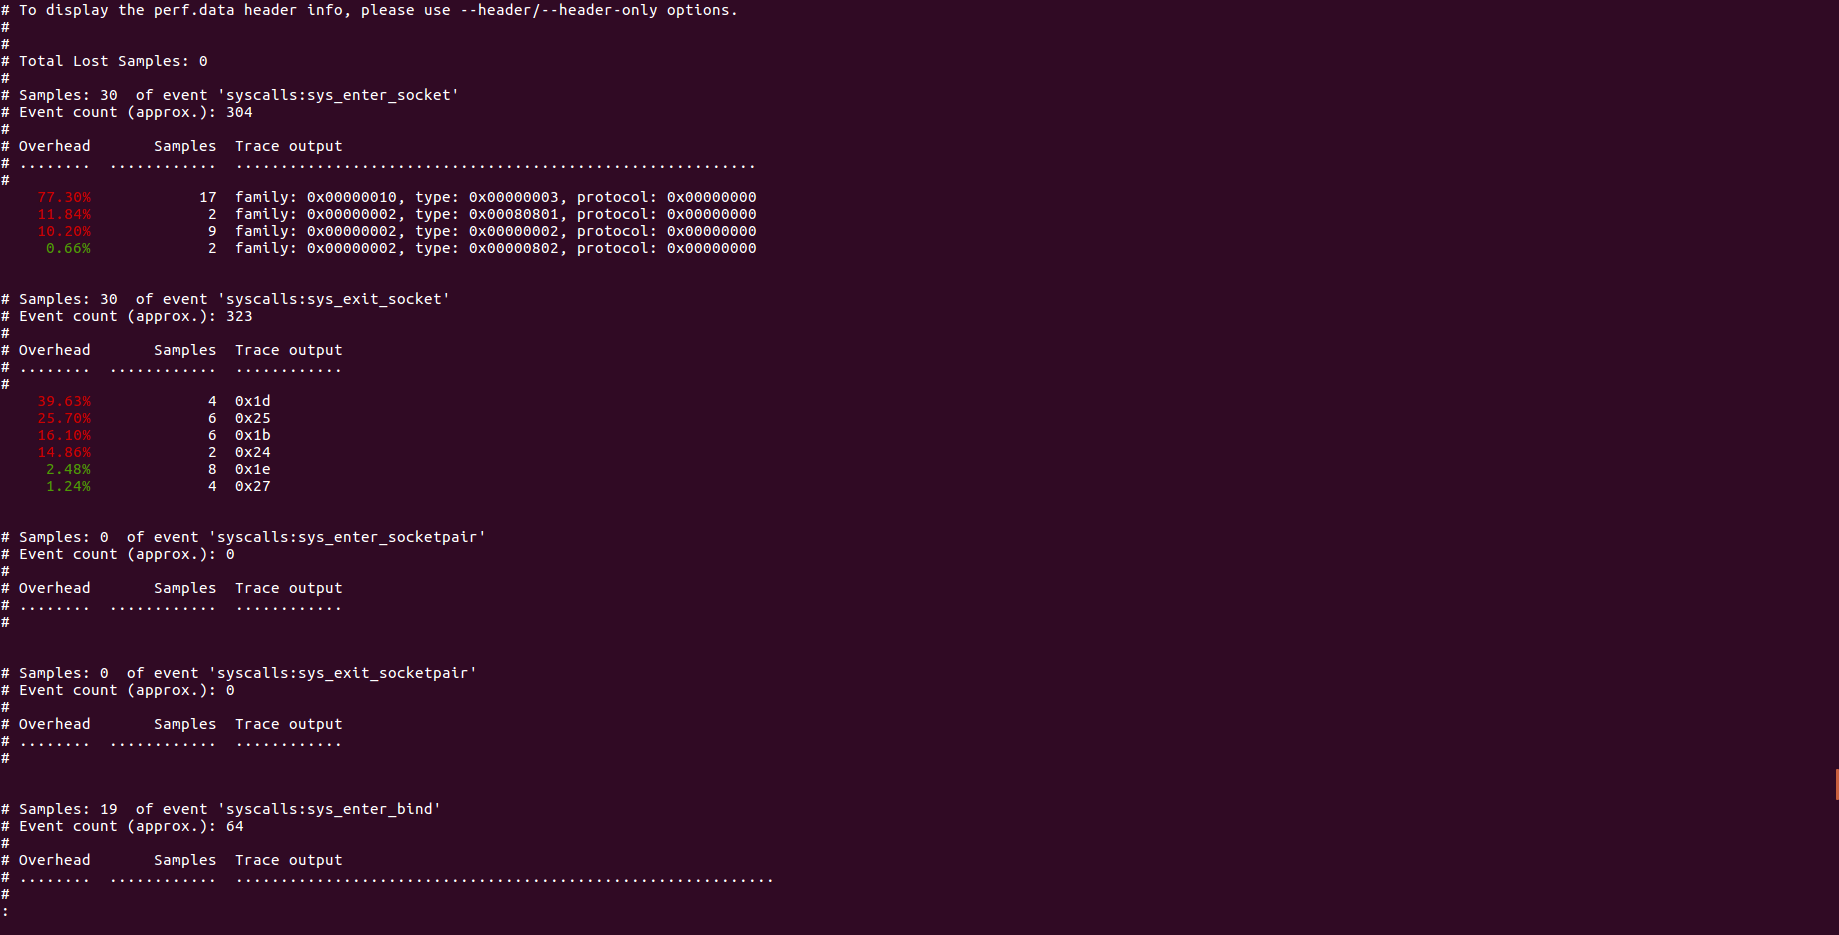 # To display the perf.data header info, please use --header/--header-only options.
#
#
# Total Lost Samples: 0
#
# Samples: 30  of event 'syscalls:sys_enter_socket'
# Event count (approx.): 304
#
# Overhead       Samples  Trace output
# ........  ............  ..........................................................
#
    77.30%            17  family: 0x00000010, type: 0x00000003, protocol: 0x00000000
    11.84%             2  family: 0x00000002, type: 0x00080801, protocol: 0x00000000
    10.20%             9  family: 0x00000002, type: 0x00000002, protocol: 0x00000000
     0.66%             2  family: 0x00000002, type: 0x00000802, protocol: 0x00000000
# Samples: 30  of event 'syscalls:sys_exit_socket'
# Event count (approx.): 323
#
# Overhead       Samples  Trace output
# ........  ............  ............
#
    39.63%             4  0x1d
    25.70%             6  0x25
    16.10%             6  0x1b
    14.86%             2  0x24
     2.48%             8  0x1e
     1.24%             4  0x27
# Samples: 0  of event 'syscalls:sys_enter_socketpair'
# Event count (approx.): 0
#
# Overhead       Samples  Trace output
# ........  ............  ............
#
# Samples: 0  of event 'syscalls:sys_exit_socketpair'
# Event count (approx.): 0
#
# Overhead       Samples  Trace output
# ........  ............  ............
#
# Samples: 19  of event 'syscalls:sys_enter_bind'
# Event count (approx.): 64
#
# Overhead       Samples  Trace output
# ........  ............  ............................................................
#
: